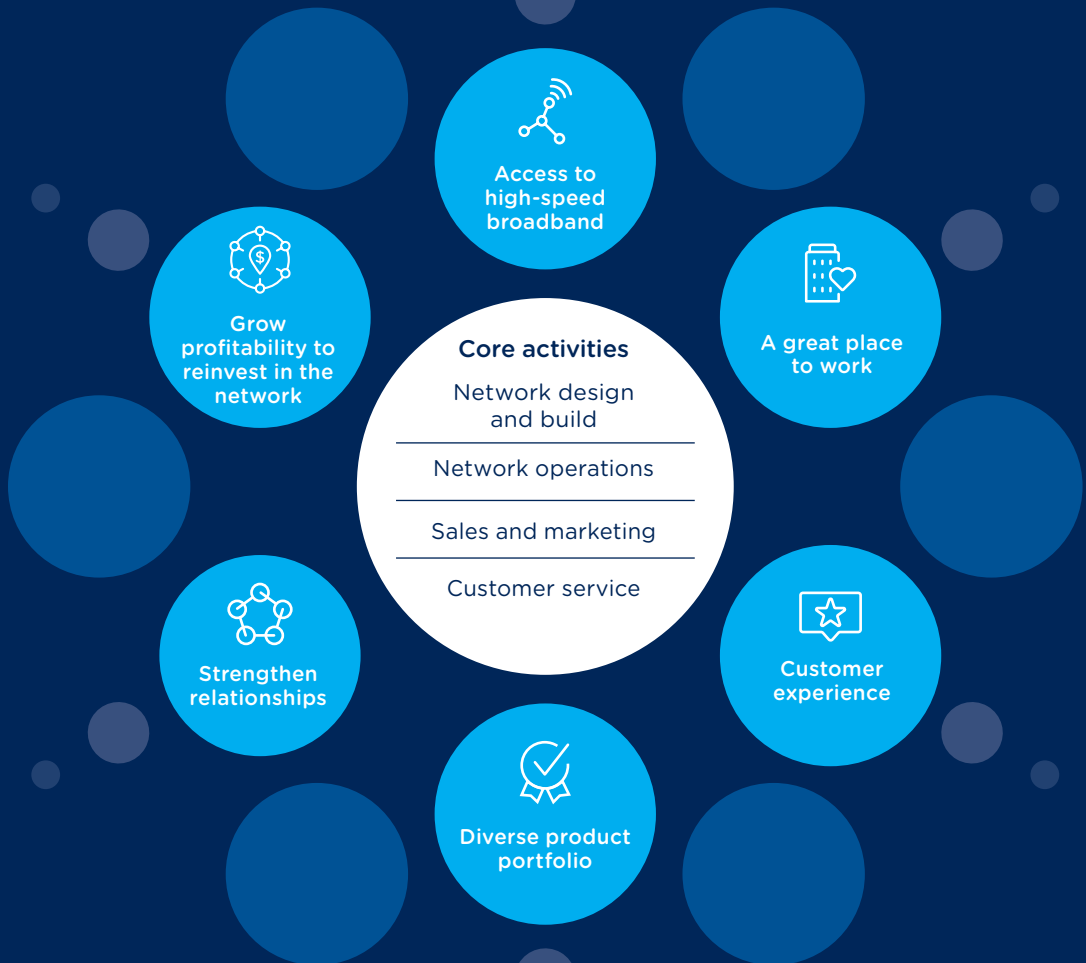 Access to
high-speed
broadband
A great place
to work
Customer
experience
Diverse product
portfolio
Strengthen
relationships
$
Grow
profitability to
reinvest in the
network
Core activities
Network design
and build
Network operations
Sales and marketing
Customer service